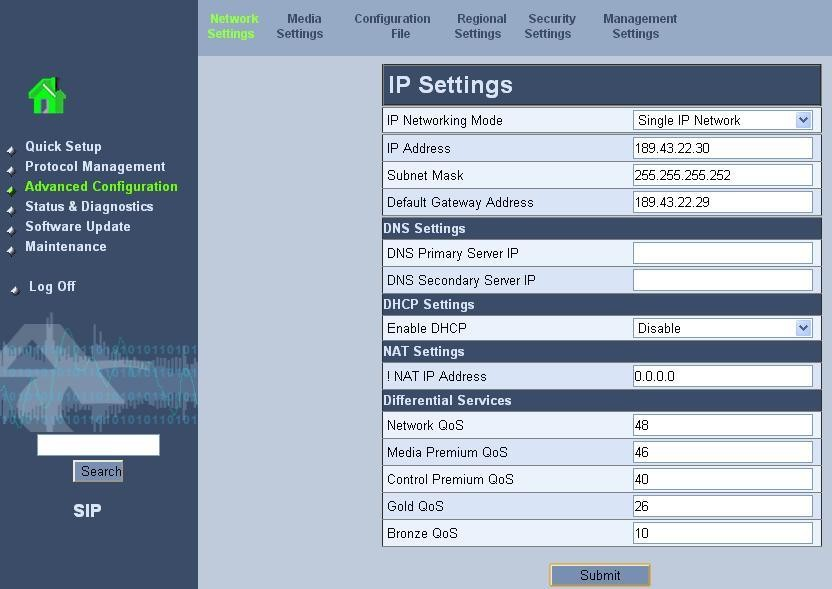 Network Settings
Media Settings
Configuration File
Regional Settings
Security Settings
Management Settings
Quick Setup
Protocol Management
Advanced Configuration
Status & Diagnostics
Software Update
Maintenance
Log Off
Search
SIP
IP Settings
IP Networking Mode Single IP Network
IP Address 189.43.22.30
Subnet Mask 255.255.255.252
Default Gateway Address 189.43.22.29
DNS Settings
DNS Primary Server IP
DNS Secondary Server IP
DHCP Settings
Enable DHCP Disable
NAT Settings
! NAT IP Address 0.0.0.0
Differential Services
Network QoS 48
Media Premium QoS 46
Control Premium QoS 40
Gold QoS 26
Bronze QoS 10
Submit